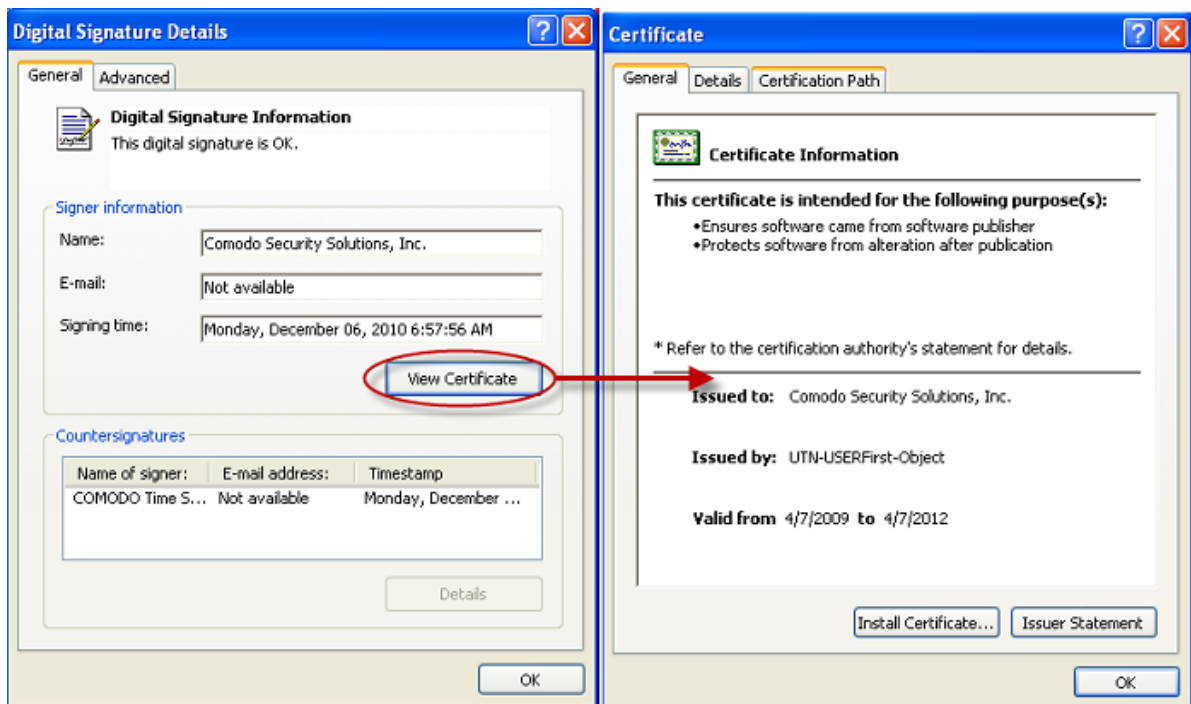 Digital Signature Details
General Advanced
Digital Signature Information
This digital signature is OK.
Signer information
Name: Comodo Security Solutions, Inc.
E-mail: Not available
Signing time: Monday, December 06, 2010 6:57:56 AM
View Certificate
Countersignatures
Name of signer: E-mail address: Timestamp
COMODO Time S... Not available Monday, December ...
Details
OK
Certificate
General Details Certification Path
Certificate Information
This certificate is intended for the following purpose(s):
•Ensures software came from software publisher
•Protects software from alteration after publication
* Refer to the certification authority's statement for details.
Issued to: Comodo Security Solutions, Inc.
Issued by: UTN-USERFirst-Object
Valid from 4/7/2009 to 4/7/2012
Install Certificate... Issuer Statement
OK